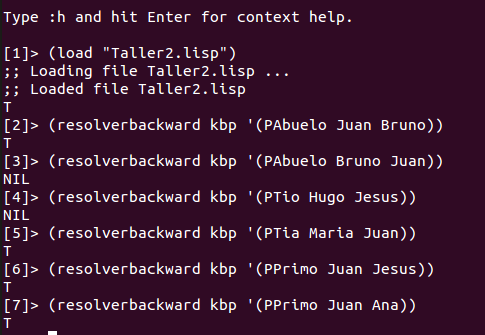 Type :h and hit Enter for context help.
[1]> (load "Taller2.lisp")
;; Loading file Taller2.lisp ...
;; Loaded file Taller2.lisp
T
[2]> (resolverbackward kbp '(PAbuelo Juan Bruno))
T
[3]> (resolverbackward kbp '(PAbuelo Bruno Juan))
NIL
[4]> (resolverbackward kbp '(PTio Hugo Jesus))
NIL
[5]> (resolverbackward kbp '(PTia Maria Juan))
T
[6]> (resolverbackward kbp '(PPrimo Juan Jesus))
T
[7]> (resolverbackward kbp '(PPrimo Juan Ana))
T